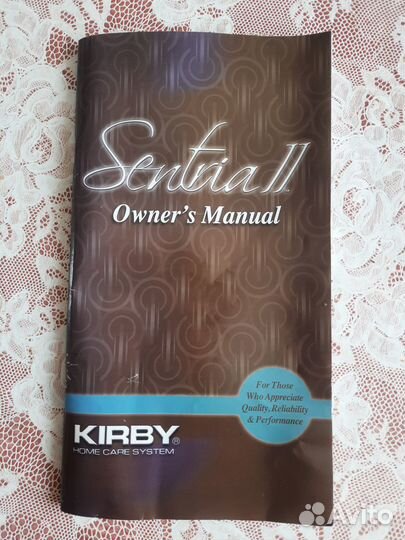 Sentria II
Owner's Manual
For Those
Who Appreciate
Quality, Reliability
& Performance
KIRBY®
HOME CARE SYSTEM
Avito